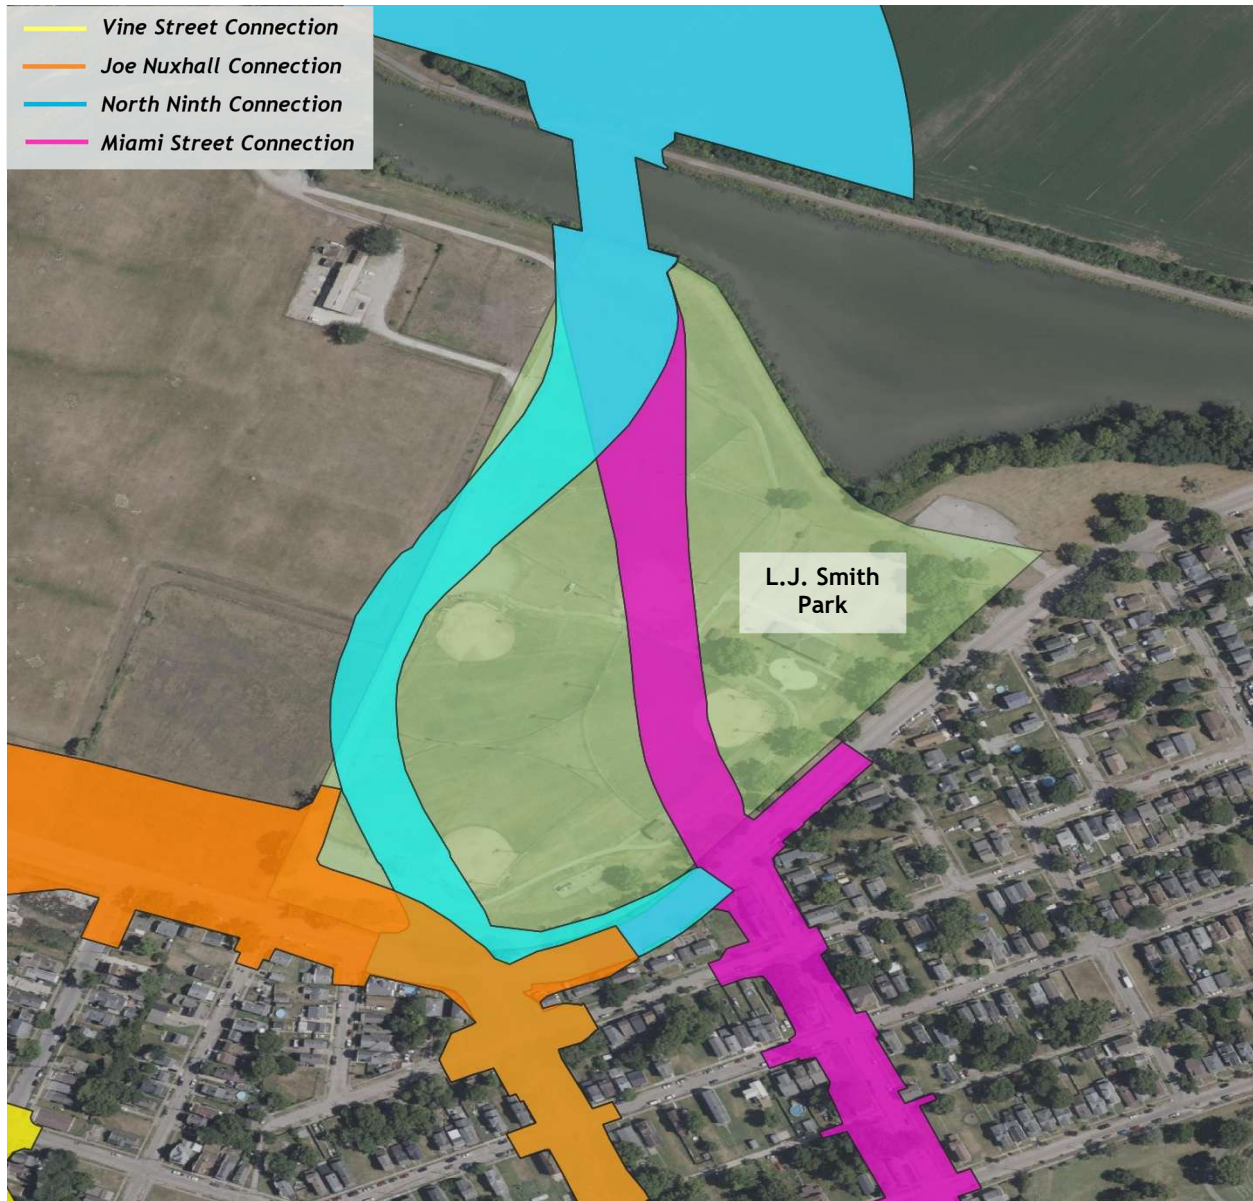 Vine Street Connection
Joe Nuxhall Connection
North Ninth Connection
Miami Street Connection
L.J. Smith
Park